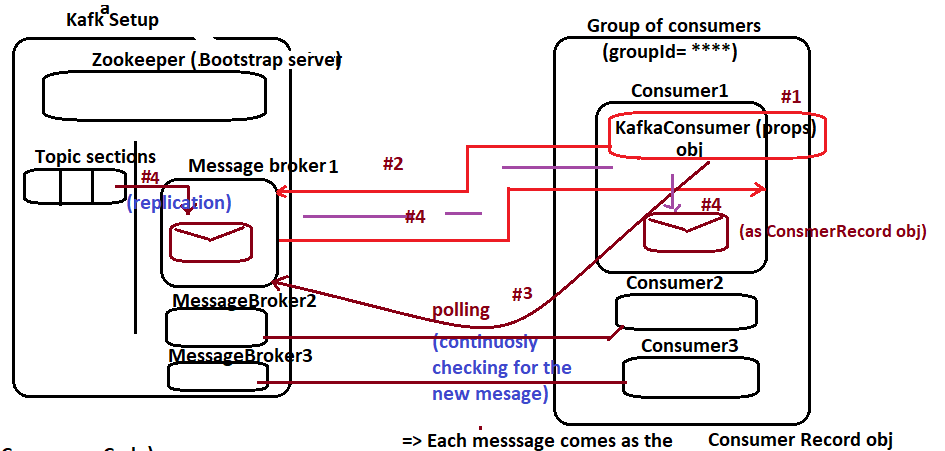 Kafka Setup
Zookeeper (Bootstrap server)
Topic sections
#4
(replication)
Message broker1
MessageBroker2
MessageBroker3
#2
#4
#3
polling
(continuosly
checking for the
new mesage)
Group of consumers
(groupId= ****)
Consumer1
#1
KafkaConsumer (props)
obj
#4
(as ConsmerRecord obj)
Consumer2
Consumer3
=> Each messsage comes as the Consumer Record obj